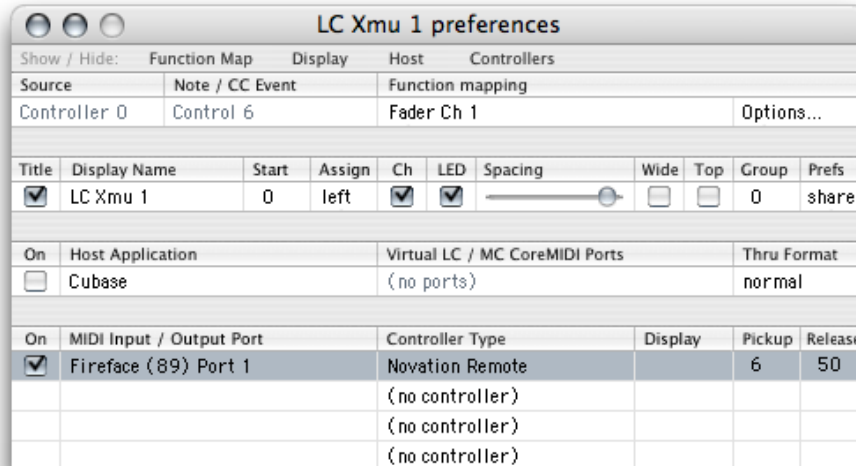 LC Xmu 1 preferences
Show / Hide: Function Map Display Host Controllers
Source Note / CC Event Function mapping
Controller 0 Control 6 Fader Ch 1 Options...
Title Display Name Start Assign Ch LED Spacing Wide Top Group Prefs
LC Xmu 1 0 left 0 share
On Host Application Virtual LC / MC CoreMIDI Ports Thru Format
Cubase (no ports) normal
On MIDI Input / Output Port Controller Type Display Pickup Release
Fireface (89) Port 1 Novation Remote 6 50
(no controller)
(no controller)
(no controller)